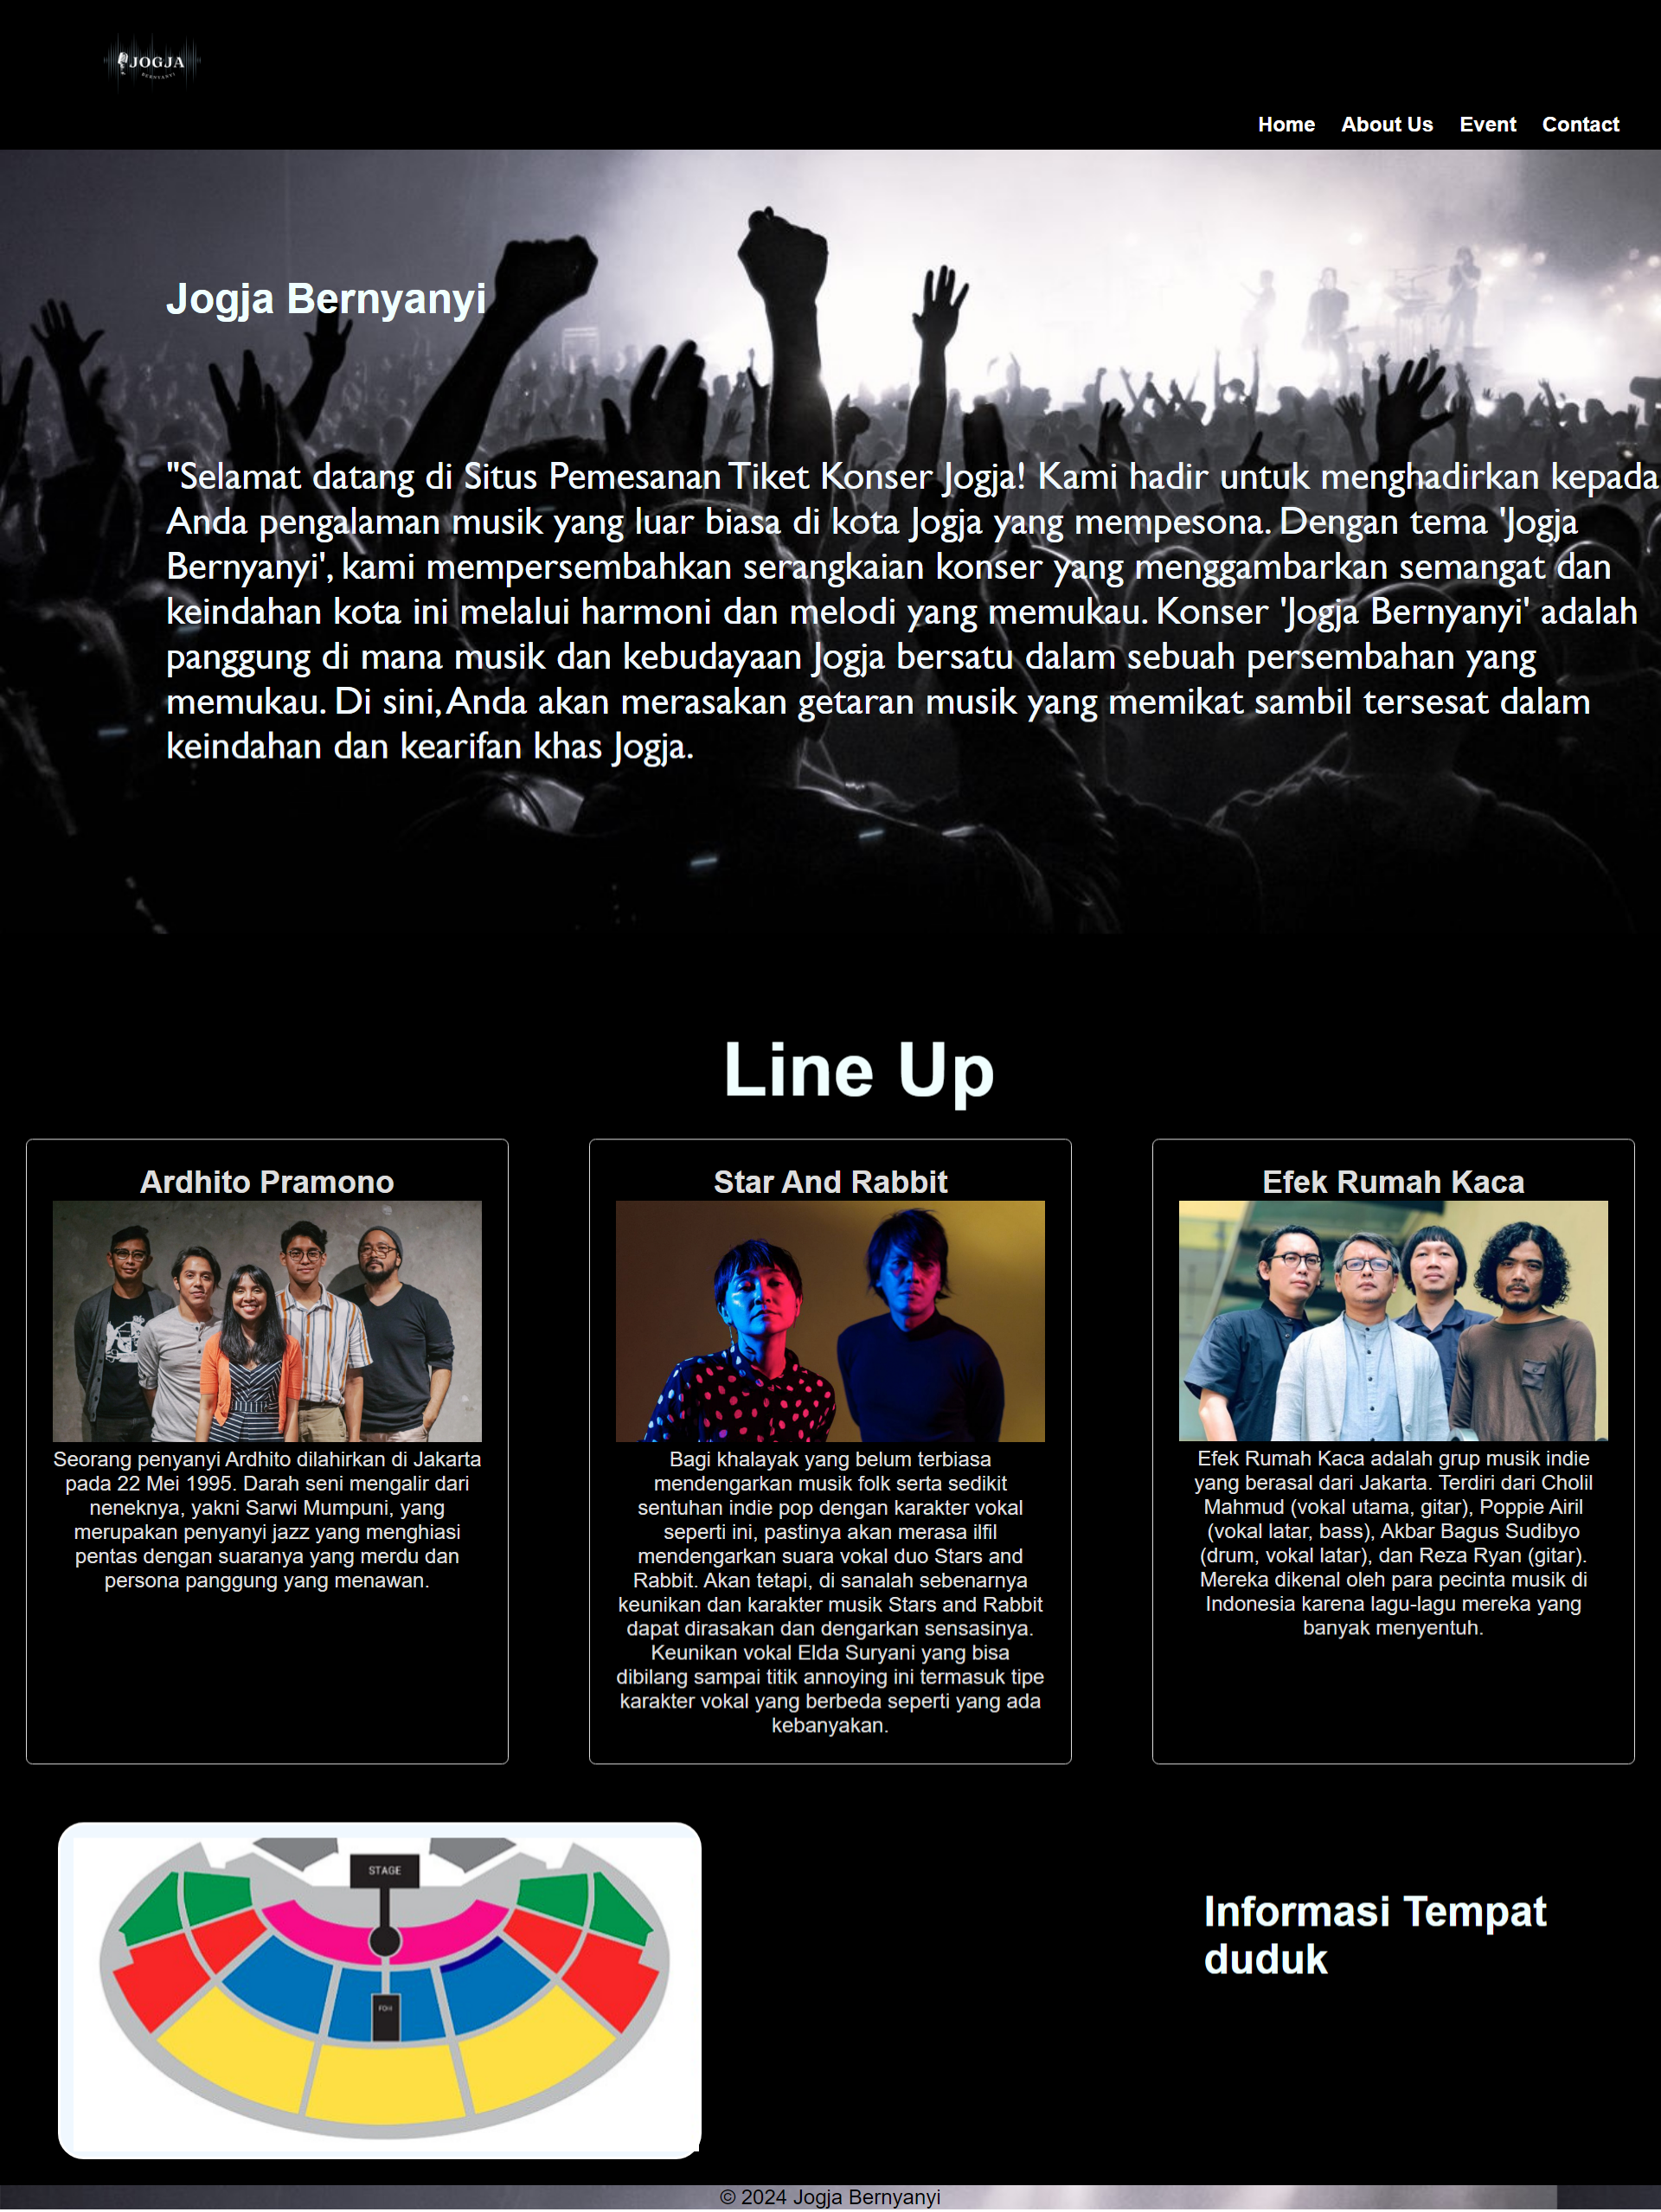 JOGJA
BERNYANYI
Home About Us Event Contact
Jogja Bernyanyi
"Selamat datang di Situs Pemesanan Tiket Konser Jogja! Kami hadir untuk menghadirkan kepada
Anda pengalaman musik yang luar biasa di kota Jogja yang mempesona. Dengan tema 'Jogja
Bernyanyi', kami mempersembahkan serangkaian konser yang menggambarkan semangat dan
keindahan kota ini melalui harmoni dan melodi yang memukau. Konser 'Jogja Bernyanyi' adalah
panggung di mana musik dan kebudayaan Jogja bersatu dalam sebuah persembahan yang
memukau. Di sini, Anda akan merasakan getaran musik yang memikat sambil tersesat dalam
keindahan dan kearifan khas Jogja.
Line Up
Ardhito Pramono
Seorang penyanyi Ardhito dilahirkan di Jakarta
pada 22 Mei 1995. Darah seni mengalir dari
neneknya, yakni Sarwi Mumpuni, yang
merupakan penyanyi jazz yang menghiasi
pentas dengan suaranya yang merdu dan
persona panggung yang menawan.
Star And Rabbit
Bagi khalayak yang belum terbiasa
mendengarkan musik folk serta sedikit
sentuhan indie pop dengan karakter vokal
seperti ini, pastinya akan merasa ilfil
mendengarkan suara vokal duo Stars and
Rabbit. Akan tetapi, di sanalah sebenarnya
keunikan dan karakter musik Stars and Rabbit
dapat dirasakan dan dengarkan sensasinya.
Keunikan vokal Elda Suryani yang bisa
dibilang sampai titik annoying ini termasuk tipe
karakter vokal yang berbeda seperti yang ada
kebanyakan.
Efek Rumah Kaca
Efek Rumah Kaca adalah grup musik indie
yang berasal dari Jakarta. Terdiri dari Cholil
Mahmud (vokal utama, gitar), Poppie Airil
(vokal latar, bass), Akbar Bagus Sudibyo
(drum, vokal latar), dan Reza Ryan (gitar).
Mereka dikenal oleh para pecinta musik di
Indonesia karena lagu-lagu mereka yang
banyak menyentuh.
STAGE
FOH
Informasi Tempat
duduk
© 2024 Jogja Bernyanyi